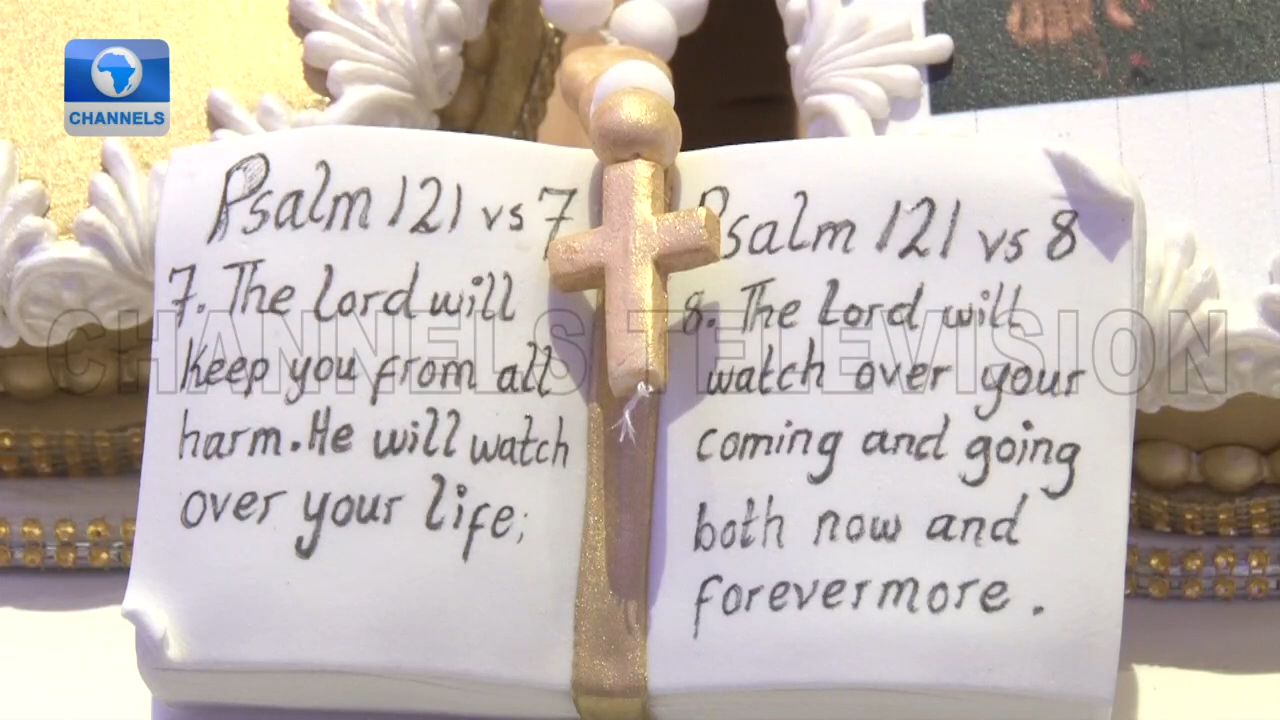 CHANNELS
Psalm 121 vs 7
7. The Lord will
keep you from all
harm. He will watch
over your life;
Psalm 121 vs 8
8. The Lord will
watch over your
coming and going
both now and
forevermore.
CHANNELS TELEVISION